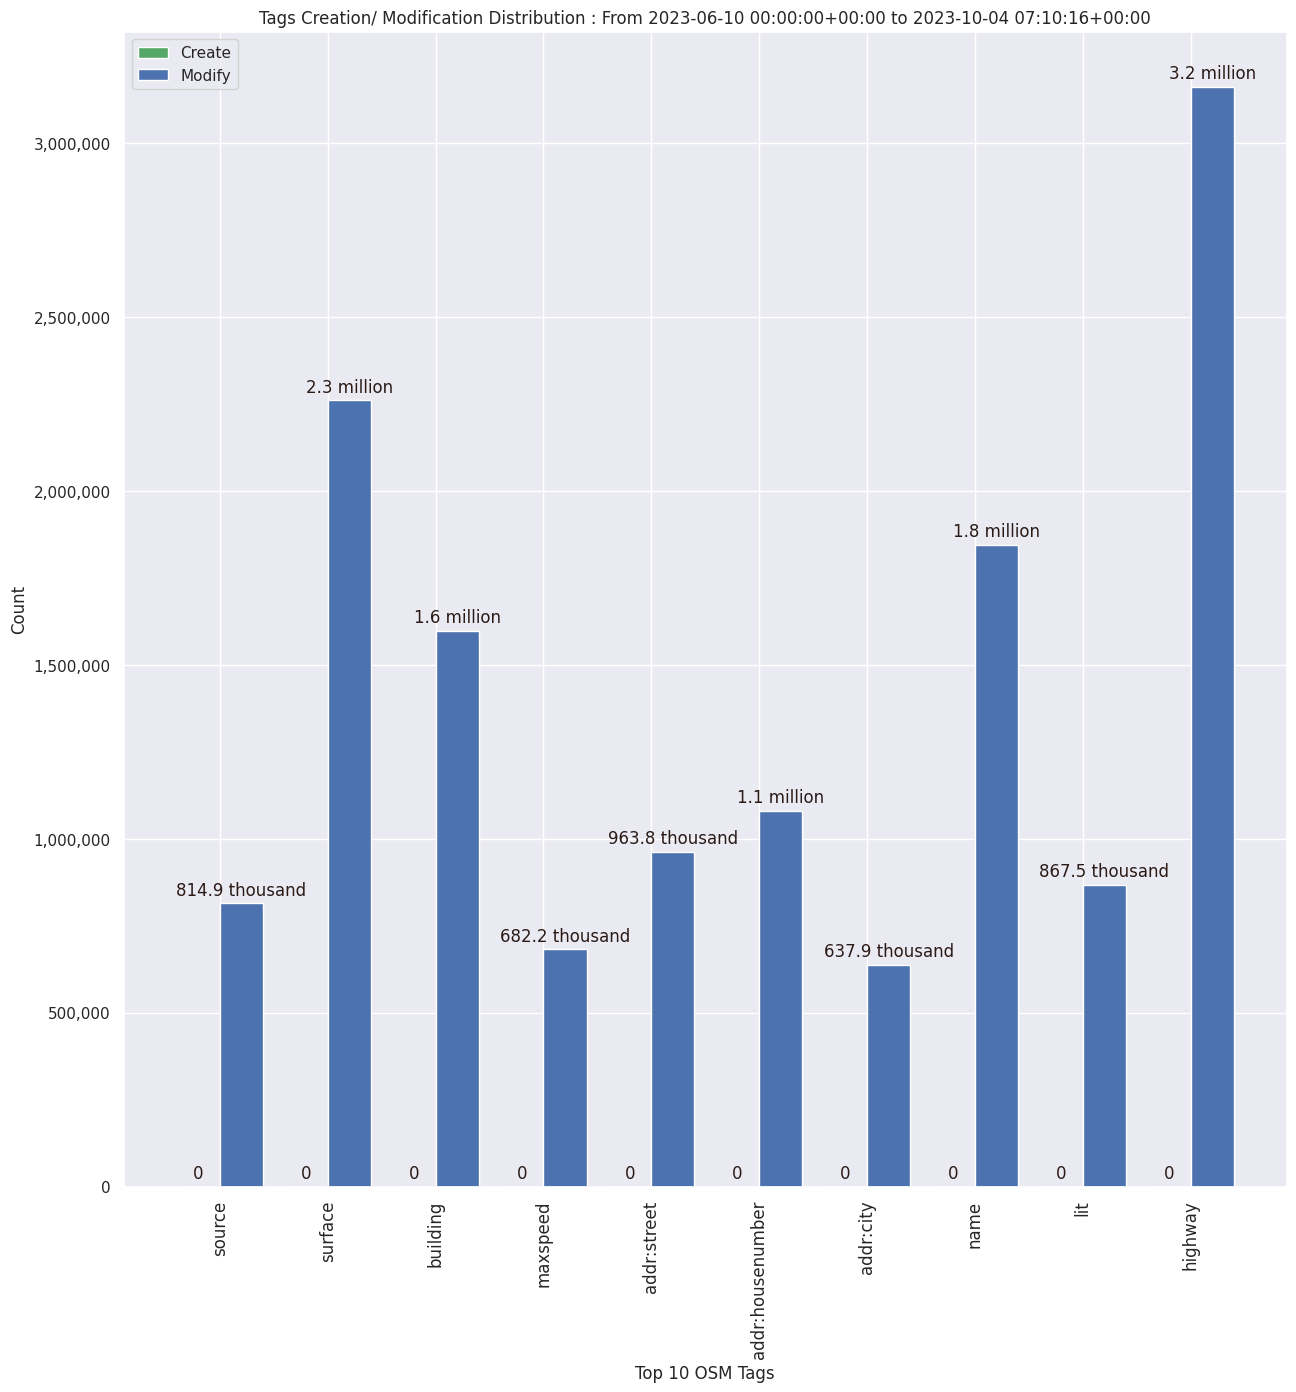 Tags Creation/ Modification Distribution : From 2023-06-10 00:00:00+00:00 to 2023-10-04 07:10:16+00:00
Create
Modify
3.2 million
3,000,000
2,500,000
2.3 million
2,000,000
1.8 million
1.6 million
1,500,000
1.1 million
1,000,000
963.8 thousand
867.5 thousand
814.9 thousand
682.2 thousand
637.9 thousand
500,000
0 0 0 0 0 0 0 0 0 0
0
Count
source
surface
building
maxspeed
addr:street
addr:housenumber
addr:city
name
lit
highway
Top 10 OSM Tags